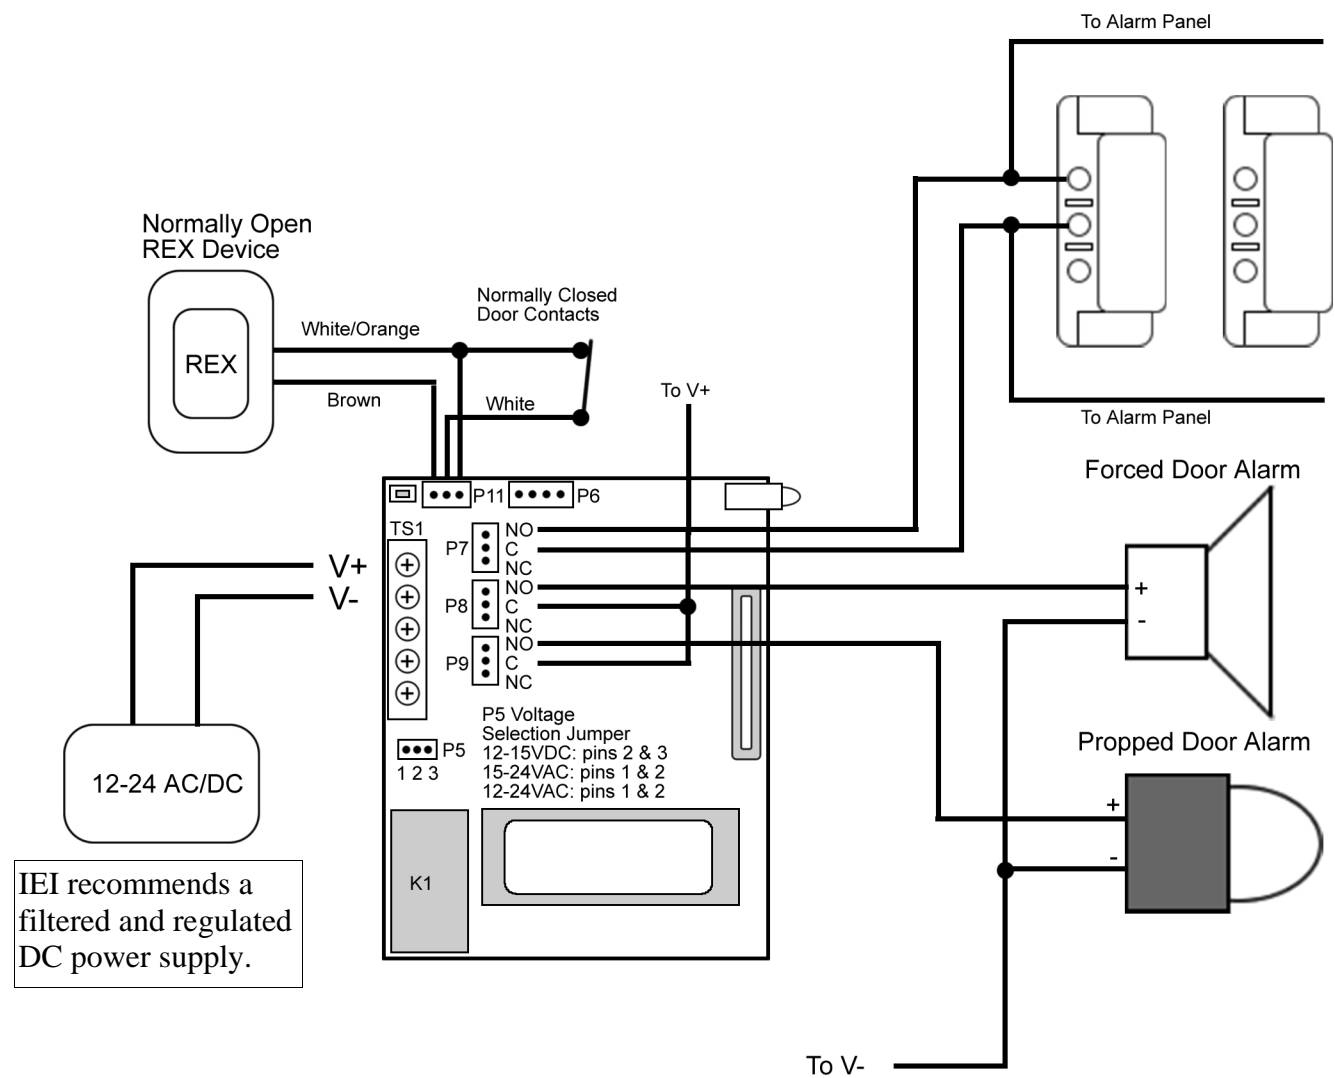 To Alarm Panel
Normally Open
REX Device
REX
White/Orange
Brown
Normally Closed
Door Contacts
White
To V+
To Alarm Panel
P11
P6
TS1
P7
NO
C
NC
P8
NO
C
NC
P9
NO
C
NC
V+
V-
Forced Door Alarm
+
-
P5 Voltage
Selection Jumper
12-15VDC: pins 2 & 3
15-24VAC: pins 1 & 2
12-24VAC: pins 1 & 2
P5
1 2 3
12-24 AC/DC
Propped Door Alarm
+
-
K1
IEI recommends a
filtered and regulated
DC power supply.
To V-